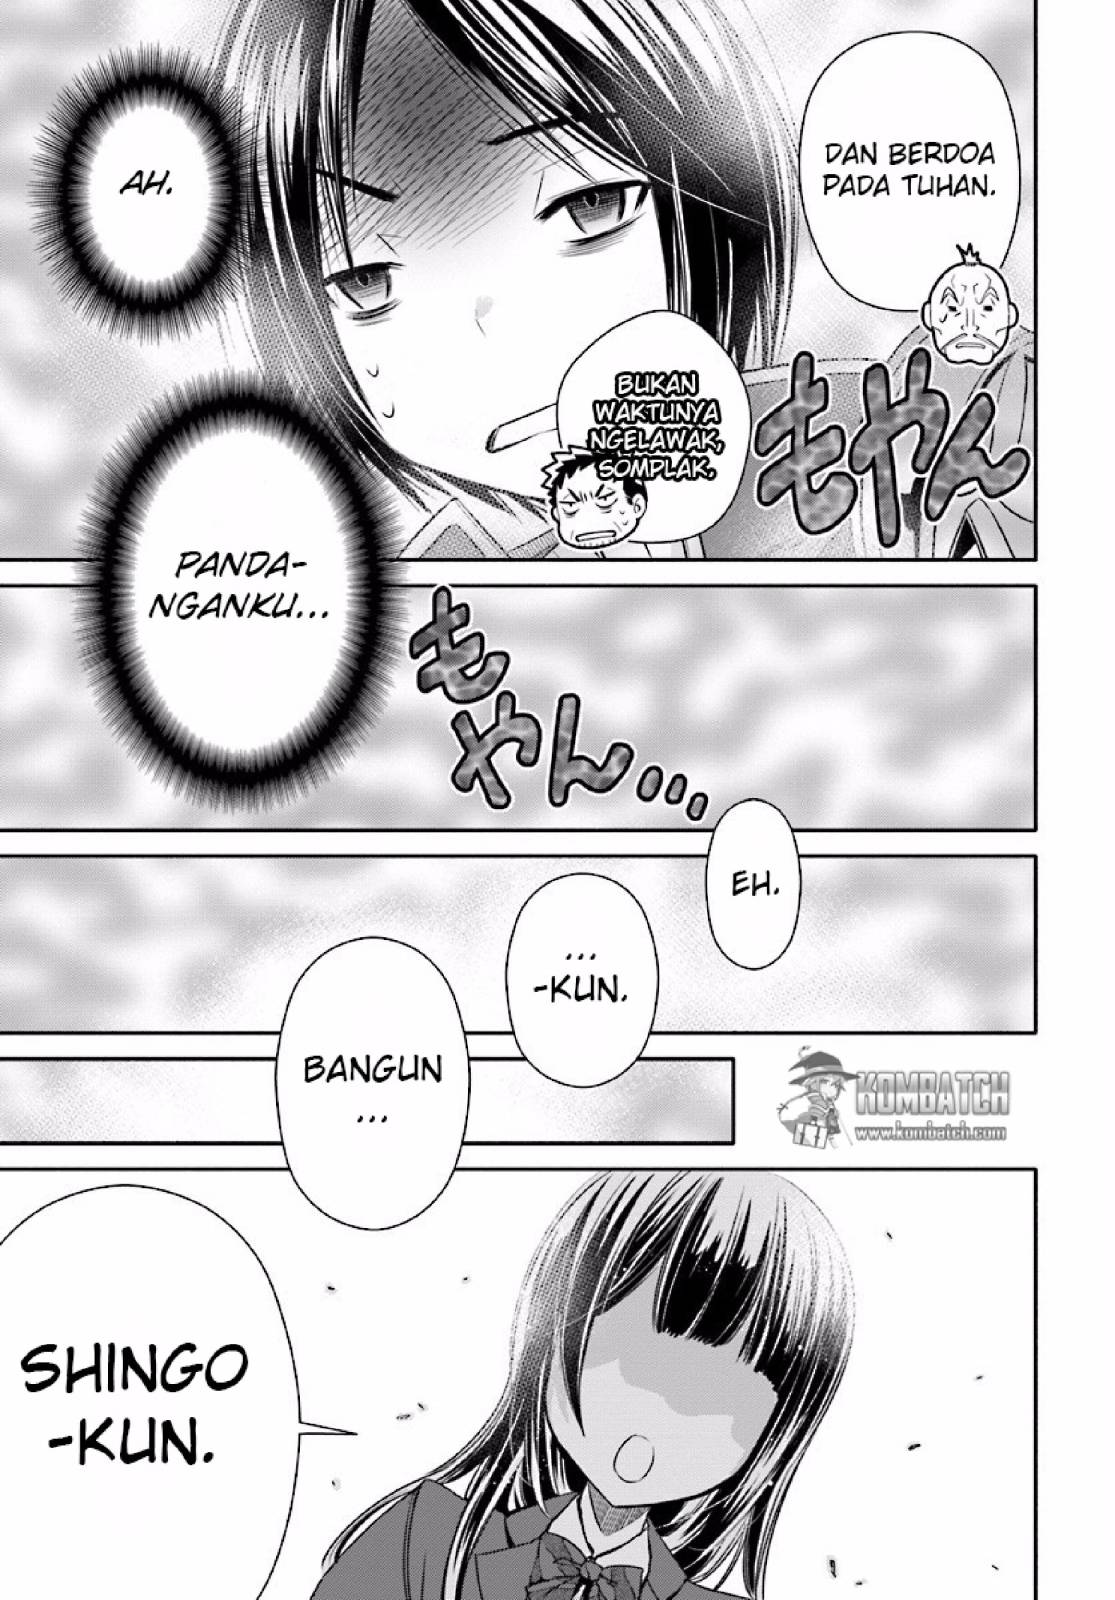 DAN BERDOA
PADA TUHAN.
もやん
BUKAN
WAKTUNYA
NGELAWAK,
SOMPLAK.
AH.
PANDA-
NGANKU...
もやん...
EH.
...
-KUN.
BANGUN
...
KOMBATCH
www.kombatch.com
SHINGO
-KUN.